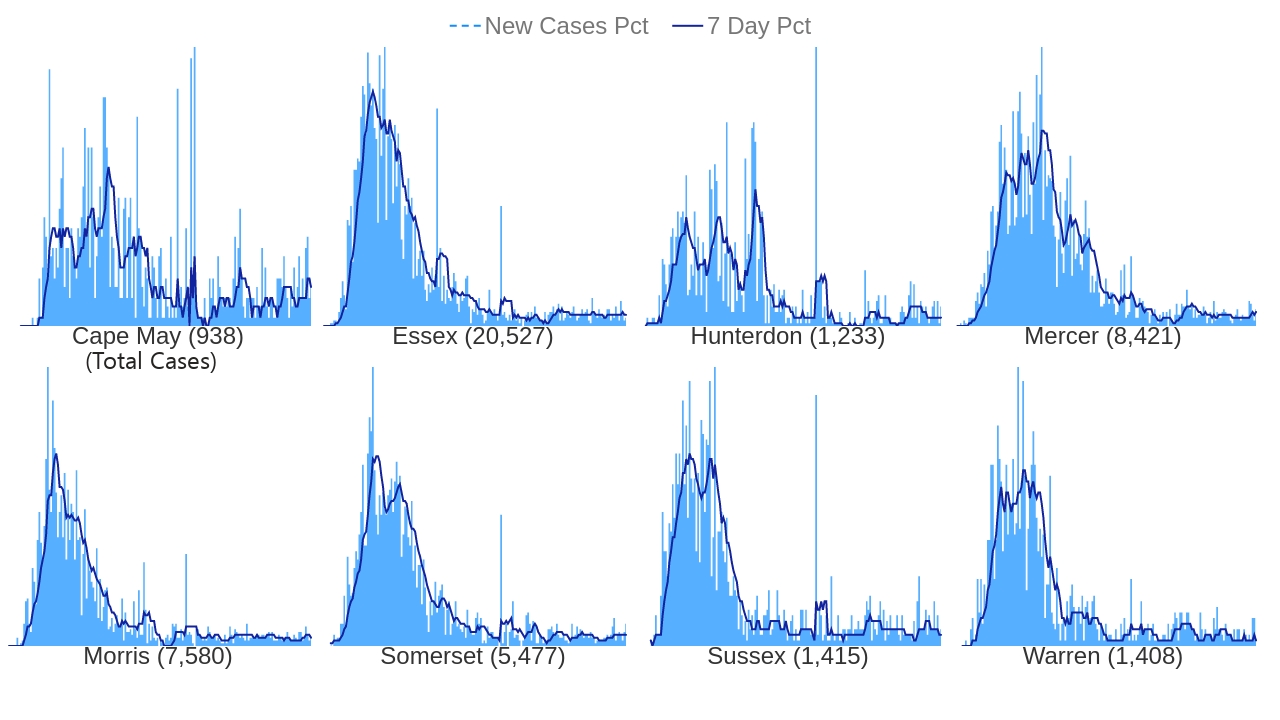 New Cases Pct 7 Day Pct
Cape May (938) Essex (20,527) Hunterdon (1,233) Mercer (8,421)
(Total Cases)
Morris (7,580) Somerset (5,477) Sussex (1,415) Warren (1,408)